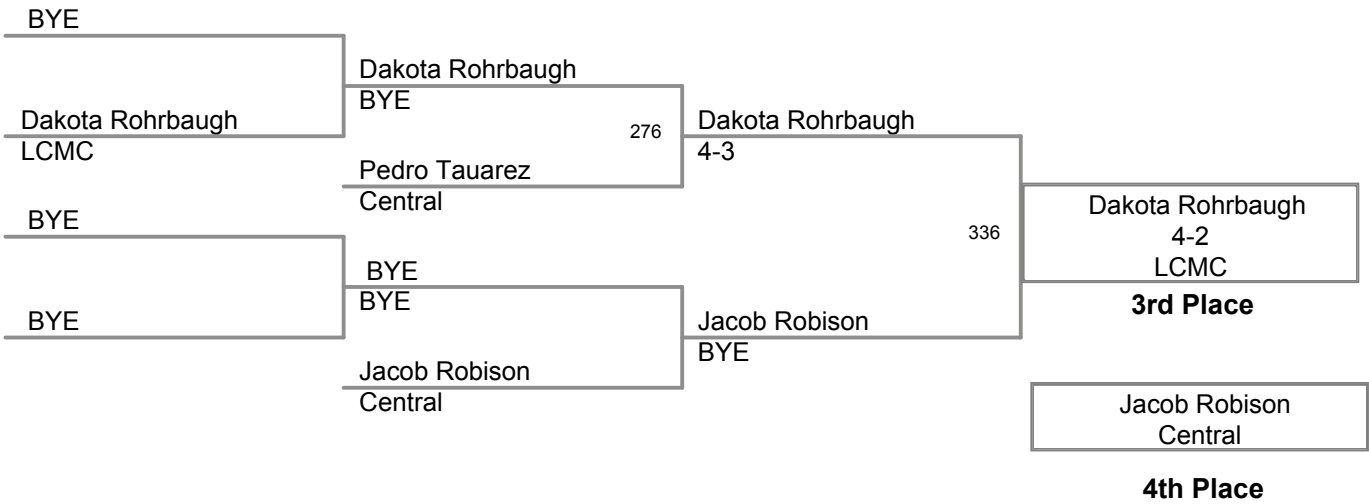 BYE
Dakota Rohrbaugh
BYE
Dakota Rohrbaugh
LCMC
276
Dakota Rohrbaugh
4-3
Pedro Tauarez
Central
Dakota Rohrbaugh
4-2
LCMC
3rd Place
BYE
336
BYE
BYE
BYE
Jacob Robison
BYE
Jacob Robison
Central
Jacob Robison
Central
4th Place